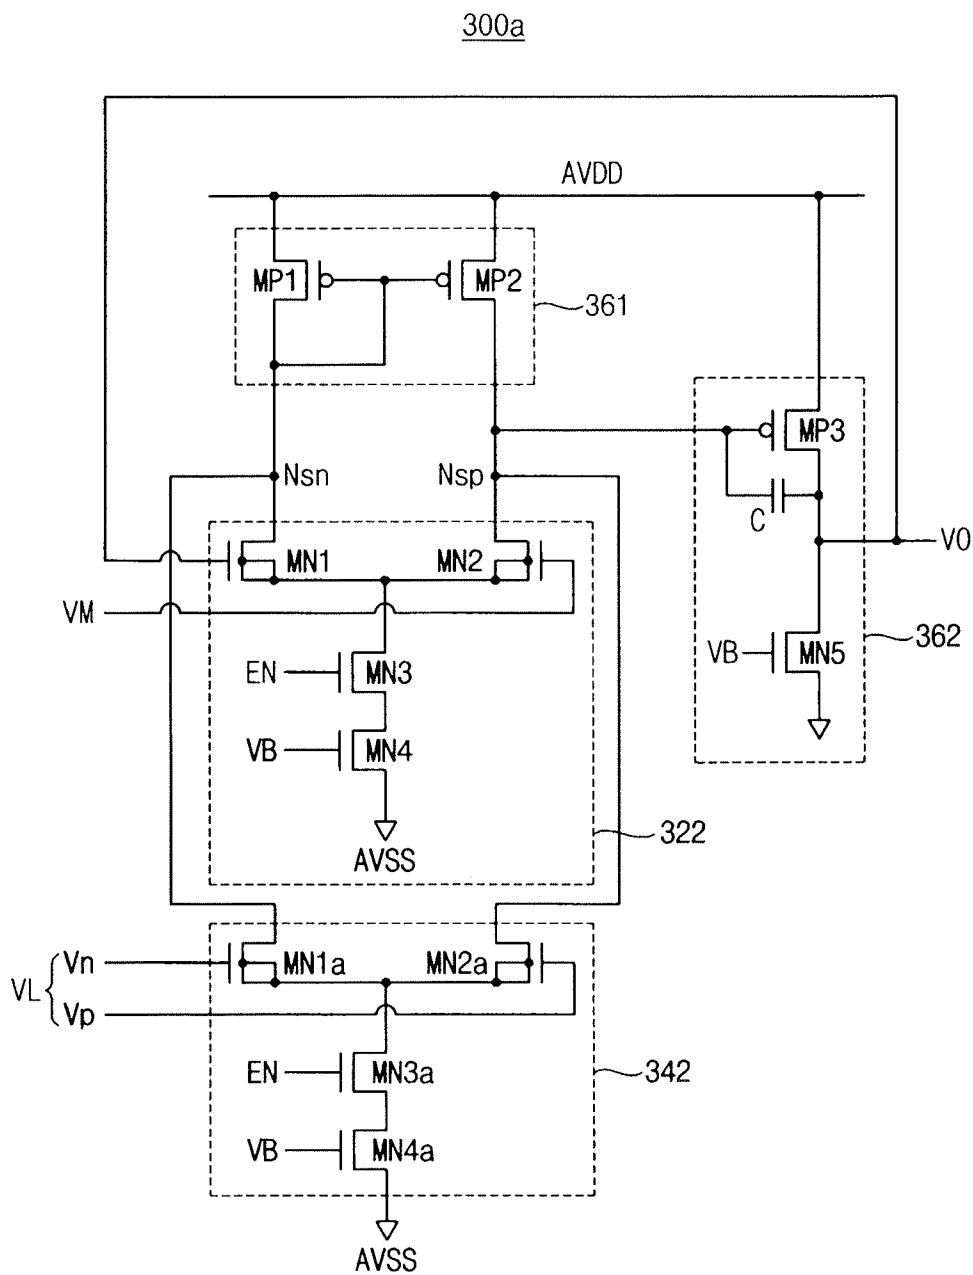 300a
AVDD
MP1
MP2
361
MP3
Nsn
Nsp
C
MN1
MN2
VO
VM
EN
MN3
VB
MN5
362
VB
MN4
322
AVSS
Vn
MN1a
MN2a
VL
Vp
EN
MN3a
342
VB
MN4a
AVSS